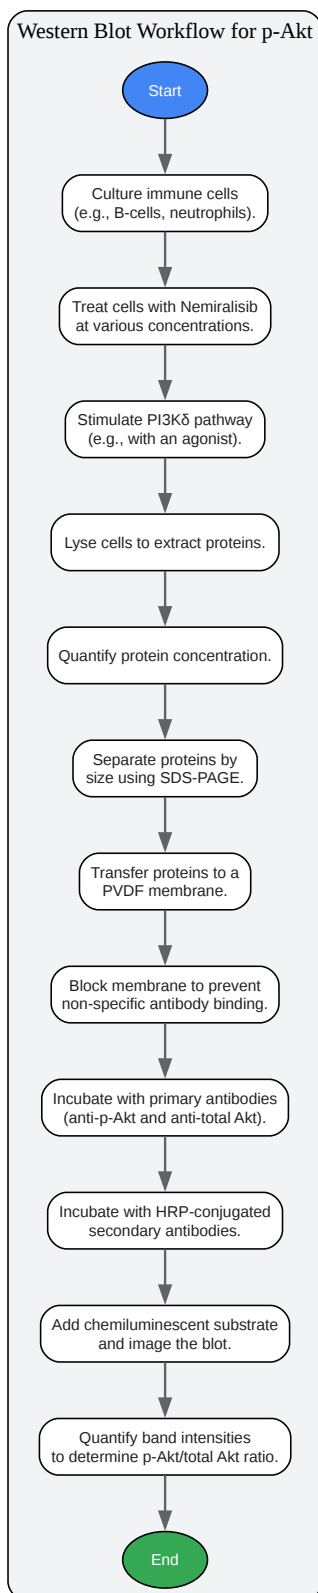 Western Blot Workflow for p-Akt
Start
Culture immune cells
(e.g., B-cells, neutrophils).
Treat cells with Nemiralisib
at various concentrations.
Stimulate PI3Kδ pathway
(e.g., with an agonist).
Lyse cells to extract proteins.
Quantify protein concentration.
Separate proteins by
size using SDS-PAGE.
Transfer proteins to a
PVDF membrane.
Block membrane to prevent
non-specific antibody binding.
Incubate with primary antibodies
(anti-p-Akt and anti-total Akt).
Incubate with HRP-conjugated
secondary antibodies.
Add chemiluminescent substrate
and image the blot.
Quantify band intensities
to determine p-Akt/total Akt ratio.
End